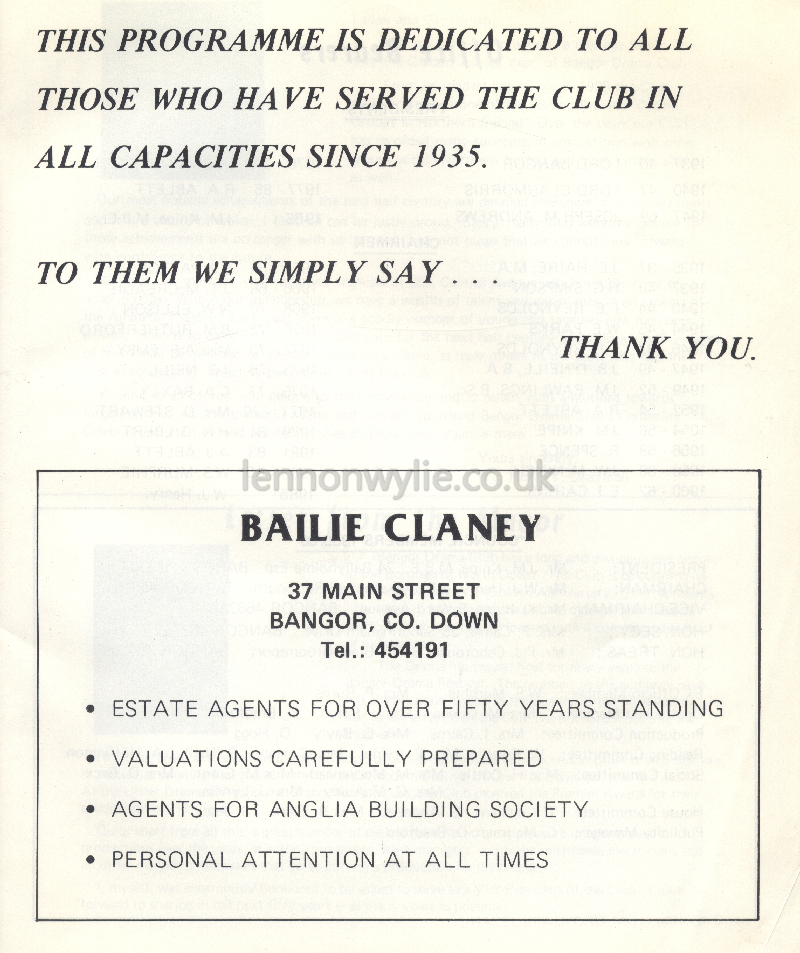 THIS PROGRAMME IS DEDICATED TO ALL
THOSE WHO HAVE SERVED THE CLUB IN
ALL CAPACITIES SINCE 1935.
TO THEM WE SIMPLY SAY . . .
THANK YOU.
lennonwylie.co.uk
BAILIE CLANEY
37 MAIN STREET
BANGOR, CO. DOWN
Tel.: 454191
• ESTATE AGENTS FOR OVER FIFTY YEARS STANDING
• VALUATIONS CAREFULLY PREPARED
• AGENTS FOR ANGLIA BUILDING SOCIETY
• PERSONAL ATTENTION AT ALL TIMES